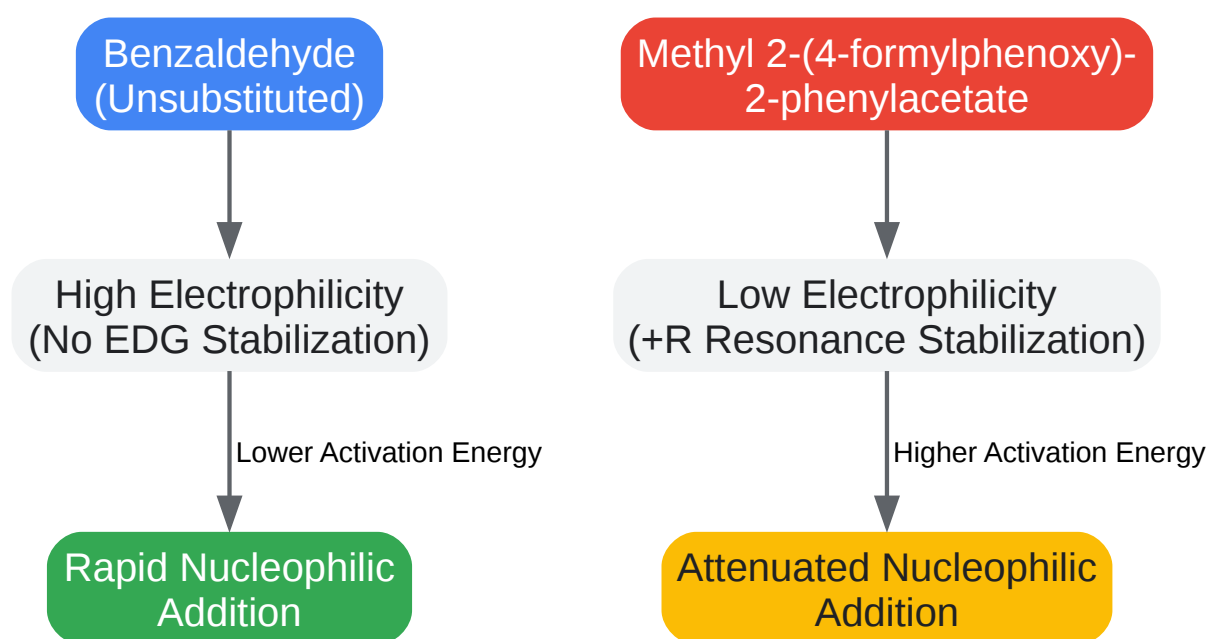 Benzaldehyde
(Unsubstituted)
Methyl 2-(4-formylphenoxy)-
2-phenylacetate
High Electrophilicity
(No EDG Stabilization)
Low Electrophilicity
(+R Resonance Stabilization)
Lower Activation Energy
Higher Activation Energy
Rapid Nucleophilic
Addition
Attenuated Nucleophilic
Addition